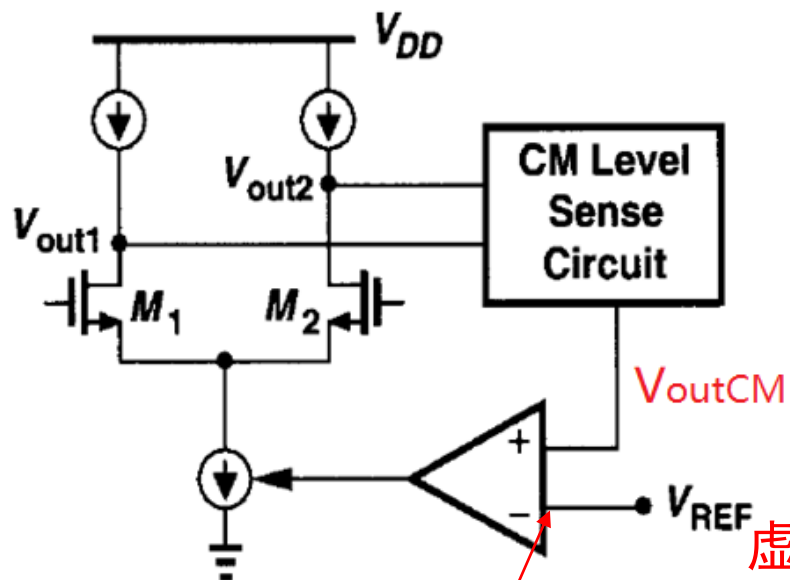 VDD
CM Level
Sense
Circuit
Vout2
Vout1
M1
M2
VoutCM
+
−
VREF
虚